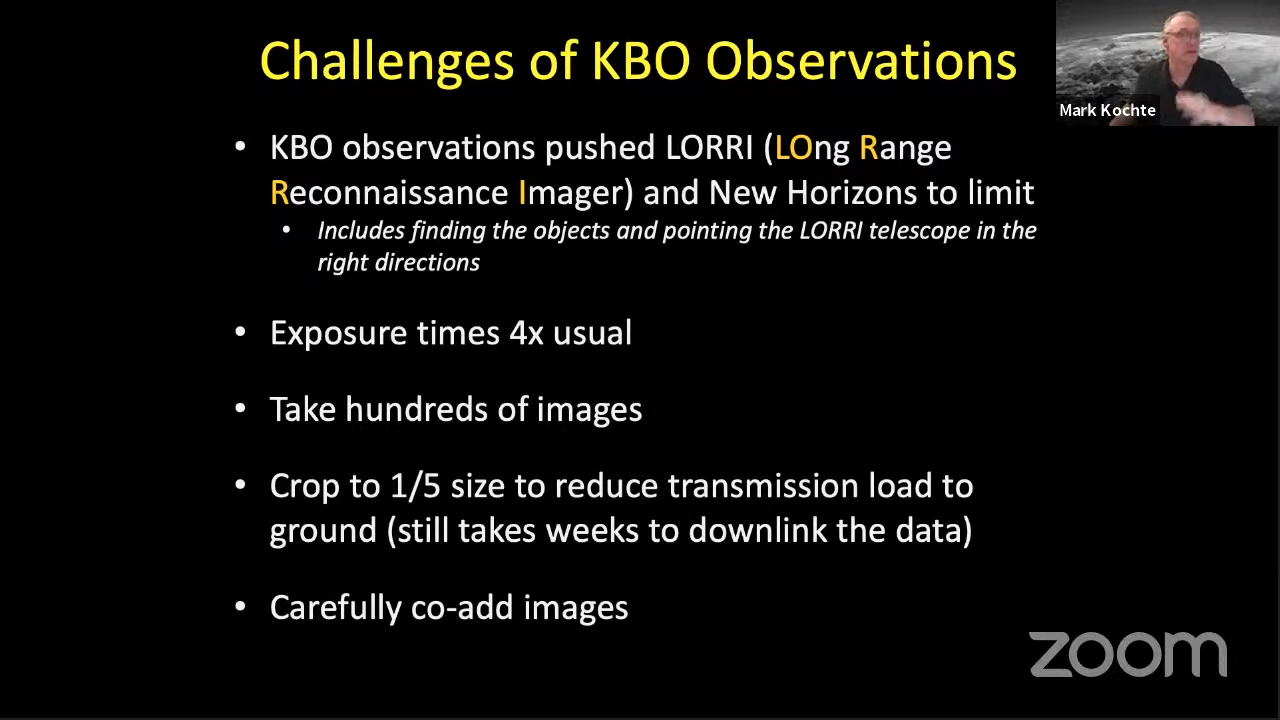 Challenges of KBO Observations
Mark Kochte
• KBO observations pushed LORRI (LOng Range
Reconnaissance Imager) and New Horizons to limit
• Includes finding the objects and pointing the LORRI telescope in the
right directions
• Exposure times 4x usual
• Take hundreds of images
• Crop to 1/5 size to reduce transmission load to
ground (still takes weeks to downlink the data)
• Carefully co-add images
zoom